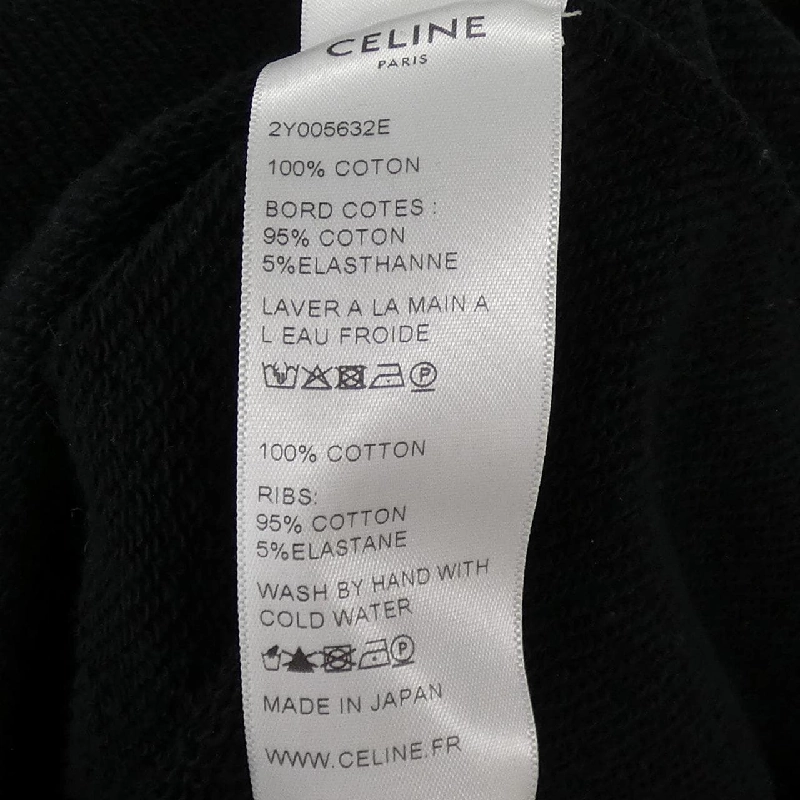 CELINE
PARIS
2Y005632E
100% COTON
BORD COTES :
95% COTON
5%ELASTHANNE
LAVER A LA MAIN A
L EAU FROIDE
P
100% COTTON
RIBS:
95% COTTON
5%ELASTANE
WASH BY HAND WITH
COLD WATER
P
MADE IN JAPAN
WWW.CELINE.FR